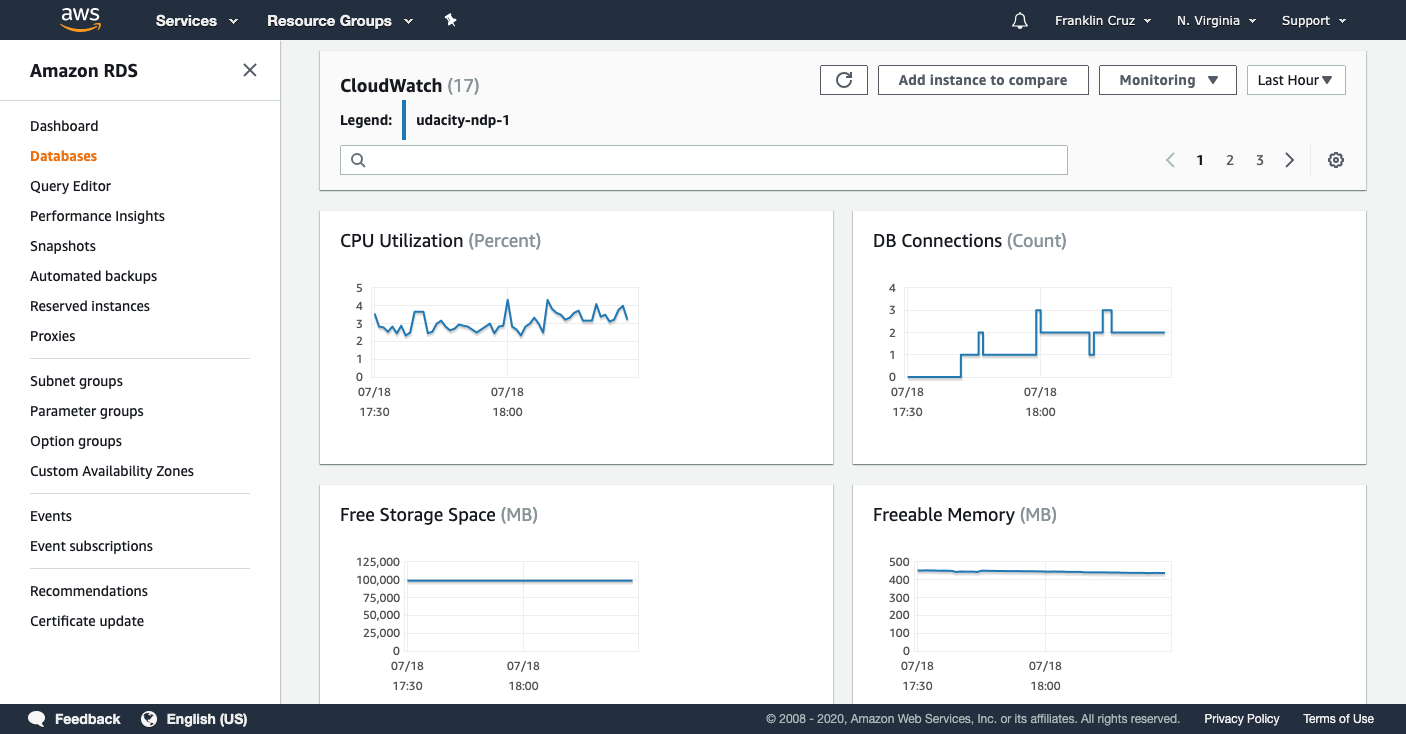 aws Services Resource Groups Franklin Cruz N. Virginia Support
Amazon RDS
Dashboard
Databases
Query Editor
Performance Insights
Snapshots
Automated backups
Reserved instances
Proxies
Subnet groups
Parameter groups
Option groups
Custom Availability Zones
Events
Event subscriptions
Recommendations
Certificate update
CloudWatch (17)
Add instance to compare
Monitoring
Last Hour
Legend: udacity-ndp-1
1 2 3
CPU Utilization (Percent)
5
4
3
2
1
0
07/18 07/18
17:30 18:00
DB Connections (Count)
4
3
2
1
0
07/18 07/18
17:30 18:00
Free Storage Space (MB)
125,000
100,000
75,000
50,000
25,000
0
07/18 07/18
17:30 18:00
Freeable Memory (MB)
500
400
300
200
100
0
07/18 07/18
17:30 18:00
Feedback English (US) © 2008 - 2020, Amazon Web Services, Inc. or its affiliates. All rights reserved. Privacy Policy Terms of Use